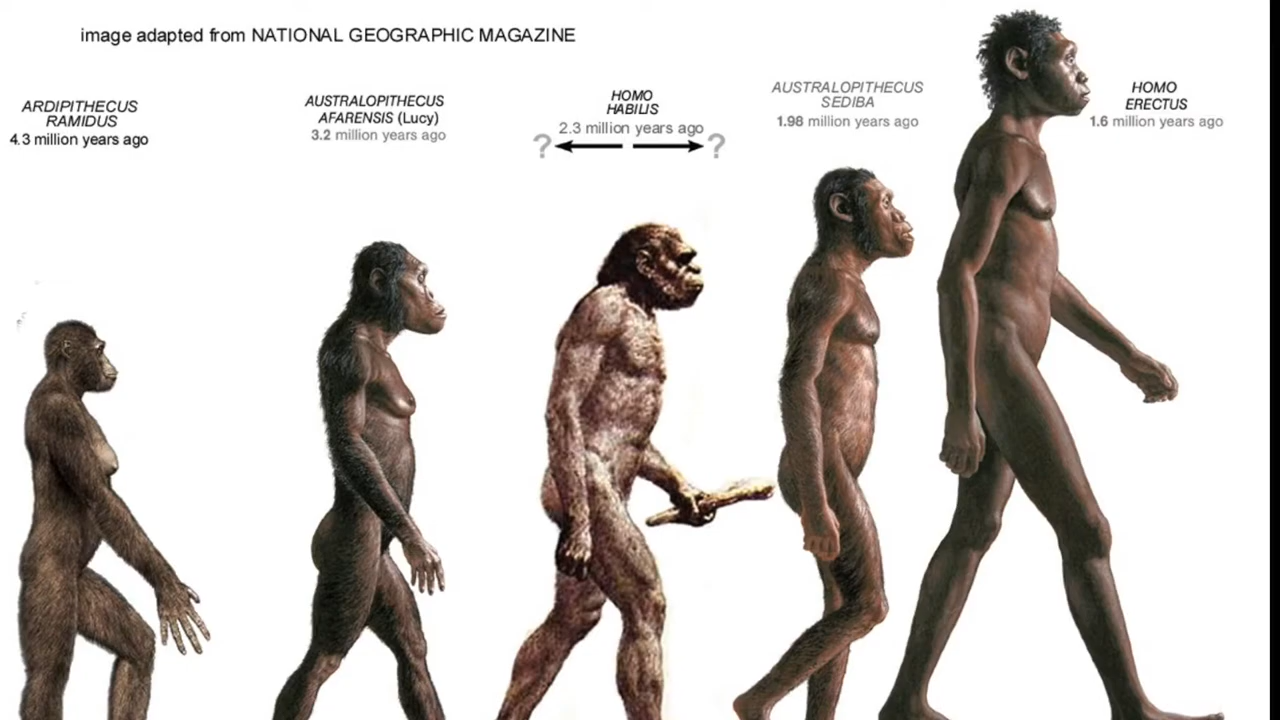 image adapted from NATIONAL GEOGRAPHIC MAGAZINE
ARDIPITHECUS
RAMIDUS
4.3 million years ago
AUSTRALOPITHECUS
AFARENSIS (Lucy)
3.2 million years ago
HOMO
HABILIS
2.3 million years ago
? ?
AUSTRALOPITHECUS
SEDIBA
1.98 million years ago
HOMO
ERECTUS
1.6 million years ago